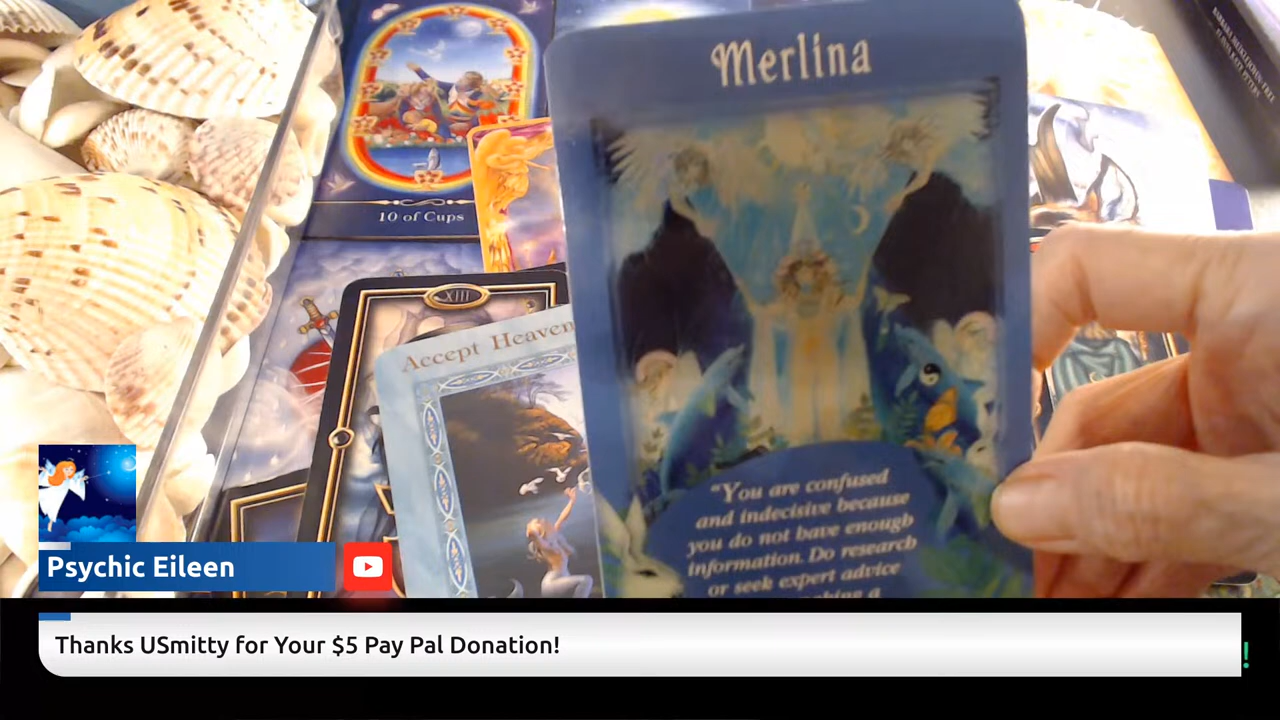 Merlina
10 of Cups
XIII
Accept Heaven
"You are confused
and indecisive because
you do not have enough
information. Do research
or seek expert advice
Psychic Eileen
Thanks USmitty for Your $5 Pay Pal Donation!
!